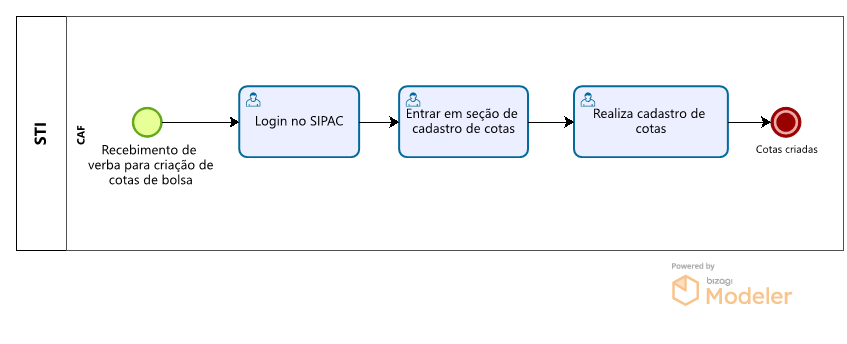 STI
CAF
Recebimento de
verba para criação de
cotas de bolsa
Login no SIPAC
Entrar em seção de
cadastro de cotas
Realiza cadastro de
cotas
Cotas criadas
Powered by
bizagi
Modeler